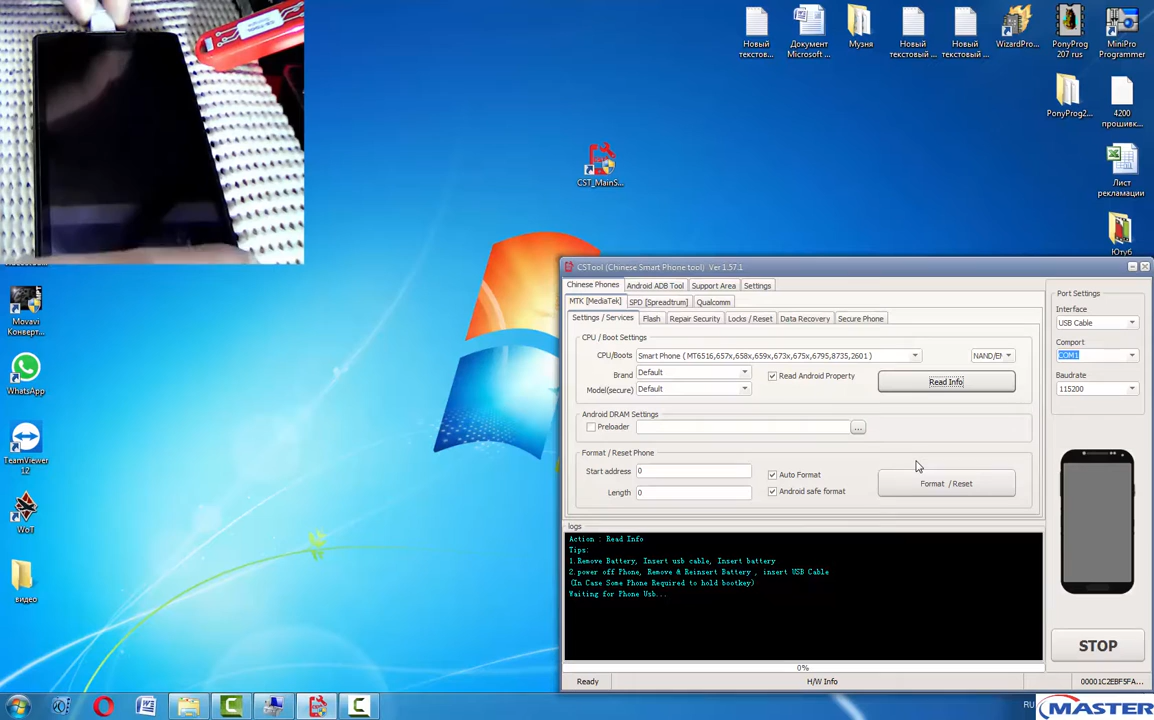 Новый
текстов...
Документ
Microsoft ...
Музня
Новый
текстовый ...
Новый
текстовый ...
WizardPro...
PonyProg
207 rus
MiniPro
Programmer
PonyProg2...
4200
прошивк...
Лист
рекламации
Ютуб
CST_MainS...
Movavi
Конверт...
WhatsApp
TeamViewer
12
WoT
видео
CSTool (Chinese Smart Phone tool) Ver 1.57.1
Chinese Phones
Android ADB Tool
Support Area
Settings
MTK [MediaTek]
SPD [Spreadtrum]
Qualcomm
Settings / Services
Flash
Repair Security
Locks / Reset
Data Recovery
Secure Phone
CPU / Boot Settings
CPU/Boots
Smart Phone ( MT6516,657x,658x,659x,673x,675x,6795,8735,2601 )
NAND/EM
Brand
Default
Read Android Property
Read Info
Model(secure)
Default
Android DRAM Settings
Preloader
...
Format / Reset Phone
Start address
0
Auto Format
Format / Reset
Length
0
Android safe format
Port Settings
Interface
USB Cable
Comport
COM1
Baudrate
115200
STOP
logs
Action : Read Info
Tips:
1.Remove Battery, Insert usb cable, Insert battery
2.power off Phone, Remove & Reinsert Battery , insert USB Cable
(In Case Some Phone Required to hold bootkey)
Waiting for Phone Usb...
0%
Ready
H/W Info
00001C2EBF5FA...
RU
MASTER